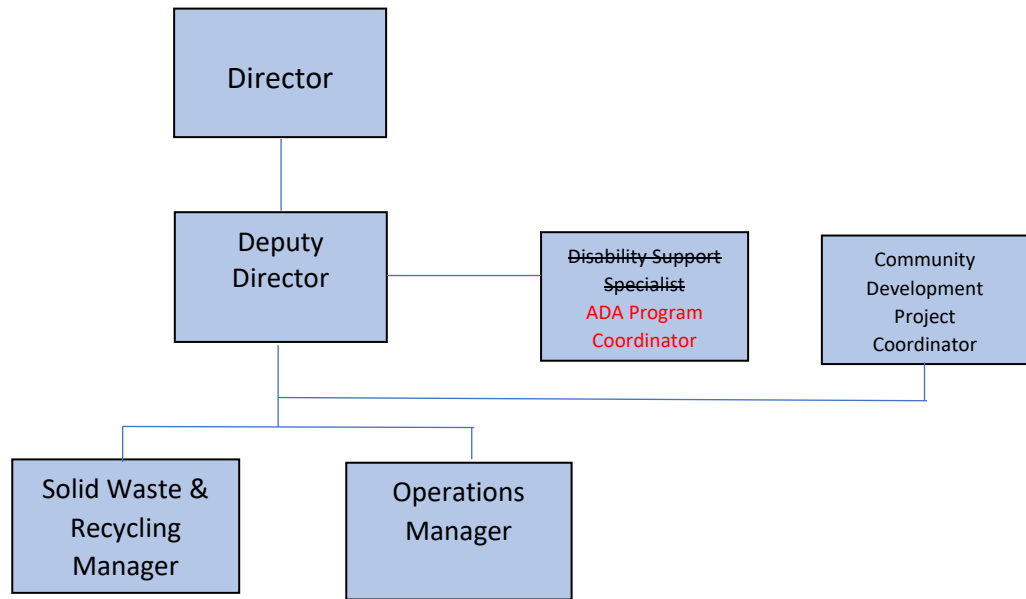 Director
Deputy
Director
Disability Support
Specialist
ADA Program
Coordinator
Community
Development
Project
Coordinator
Solid Waste &
Recycling
Manager
Operations
Manager